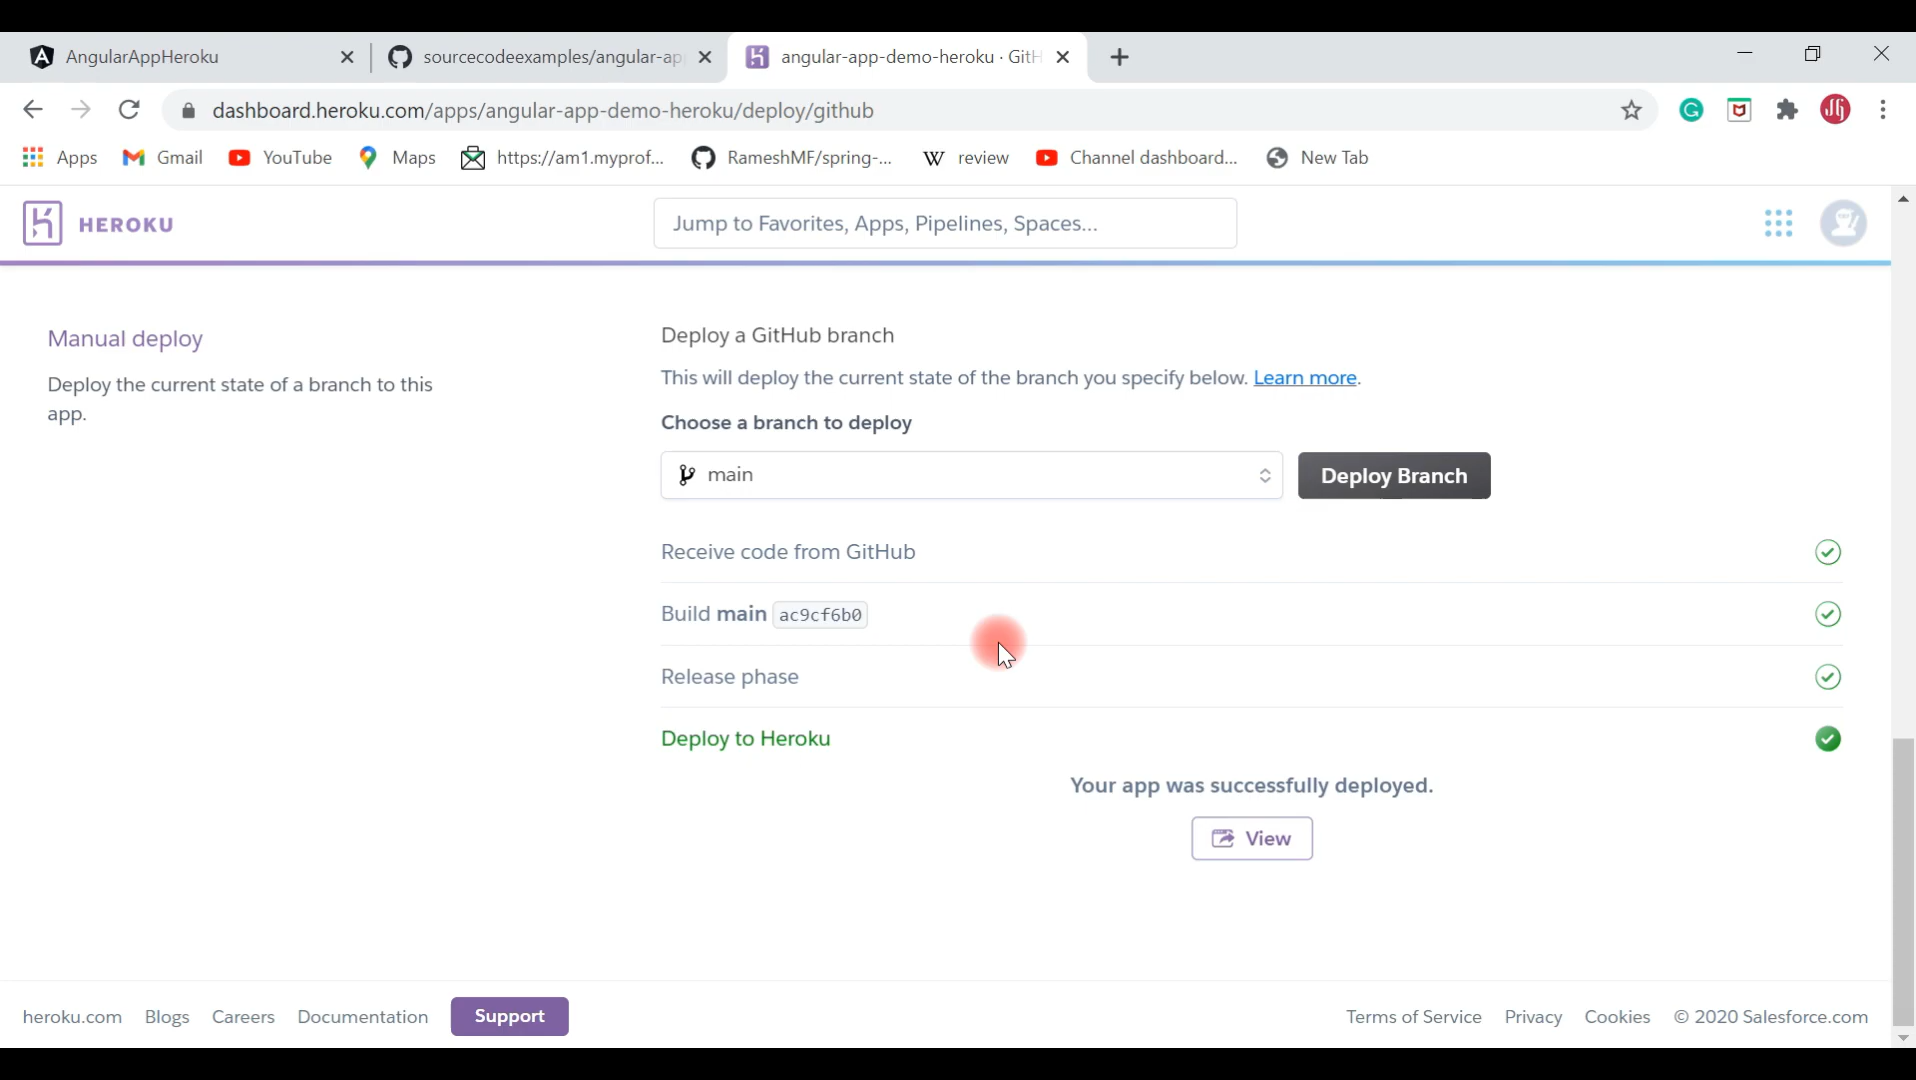 AngularAppHeroku
sourcecodeexamples/angular-ap
angular-app-demo-heroku · GitH
dashboard.heroku.com/apps/angular-app-demo-heroku/deploy/github
Apps Gmail YouTube Maps https://am1.myprof... RameshMF/spring-... W review Channel dashboard... New Tab
HEROKU
Jump to Favorites, Apps, Pipelines, Spaces...
Manual deploy
Deploy the current state of a branch to this
app.
Deploy a GitHub branch
This will deploy the current state of the branch you specify below. Learn more.
Choose a branch to deploy
main
Deploy Branch
Receive code from GitHub
Build main ac9cf6b0
Release phase
Deploy to Heroku
Your app was successfully deployed.
View
heroku.com Blogs Careers Documentation Support Terms of Service Privacy Cookies © 2020 Salesforce.com